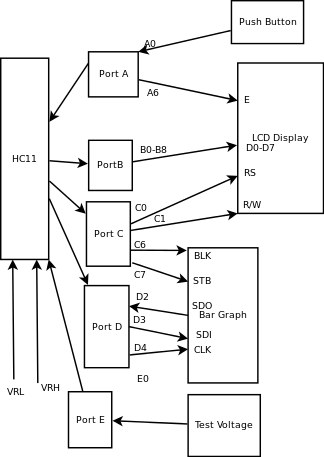 Push Button
A0
Port A
A6
E
LCD Display
B0-B8
D0-D7
HC11
PortB
RS
C0
R/W
C1
Port C
C6
BLK
C7
STB
D2
SDO
Bar Graph
D3
Port D
SDI
D4
CLK
E0
VRL
VRH
Port E
Test Voltage